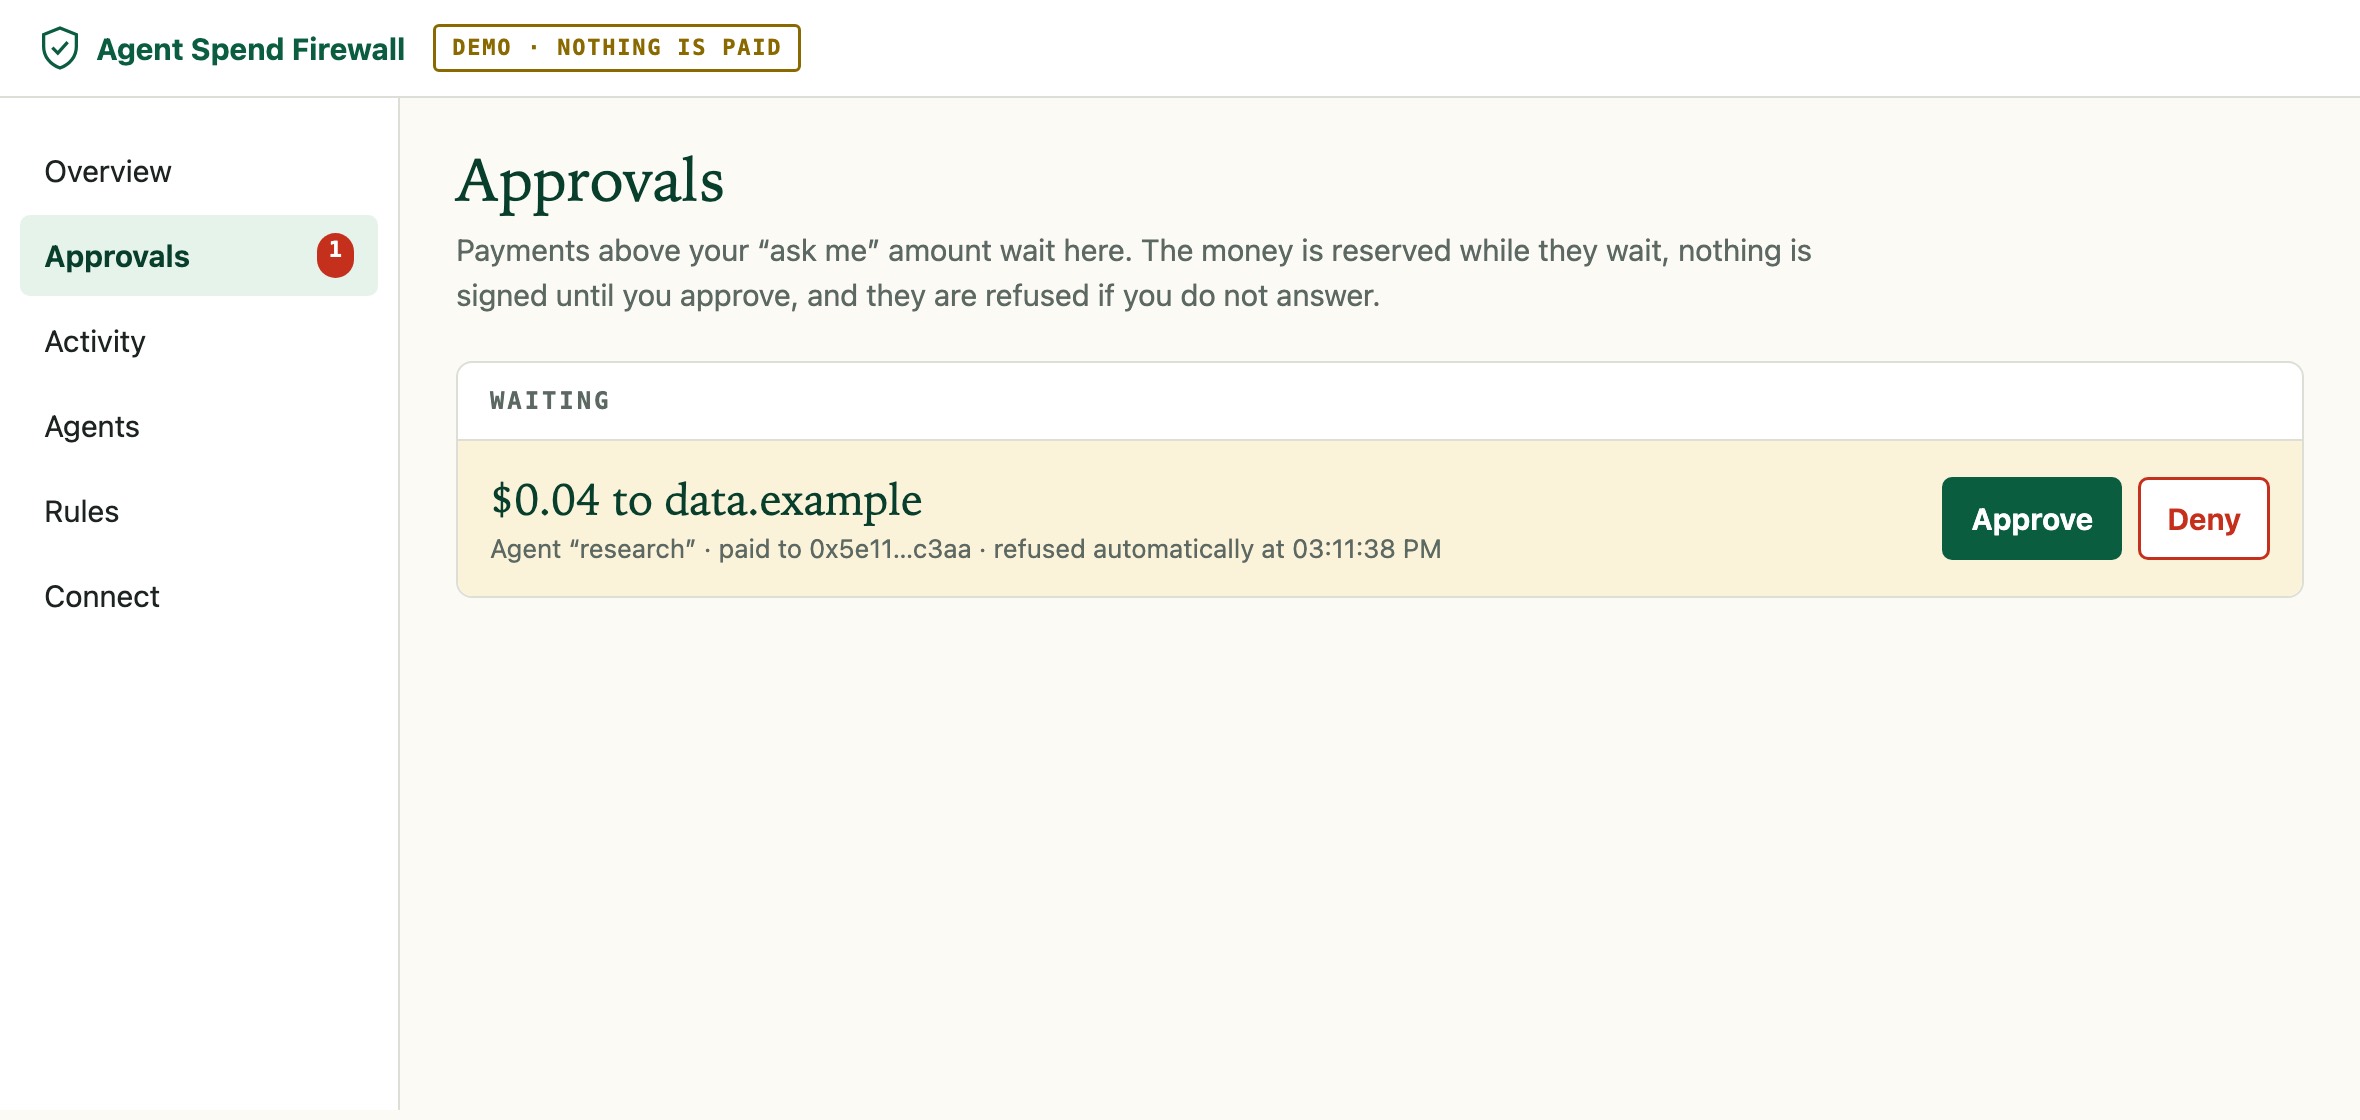 Agent Spend Firewall
DEMO · NOTHING IS PAID
Overview
Approvals
1
Activity
Agents
Rules
Connect
Approvals
Payments above your “ask me” amount wait here. The money is reserved while they wait, nothing is
signed until you approve, and they are refused if you do not answer.
WAITING
$0.04 to data.example
Agent “research” · paid to 0x5e11…c3aa · refused automatically at 03:11:38 PM
Approve
Deny